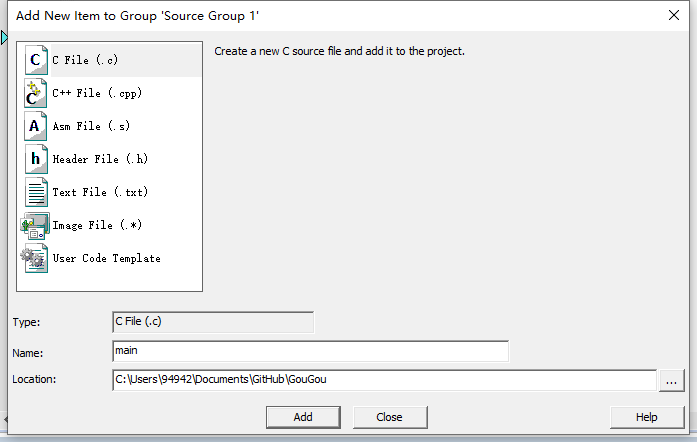 Add New Item to Group 'Source Group 1'
C File (.c)
C++ File (.cpp)
Asm File (.s)
Header File (.h)
Text File (.txt)
Image File (.*)
User Code Template
Create a new C source file and add it to the project.
Type:
C File (.c)
Name:
main
Location:
C:\Users\94942\Documents\GitHub\GouGou
...
Add
Close
Help